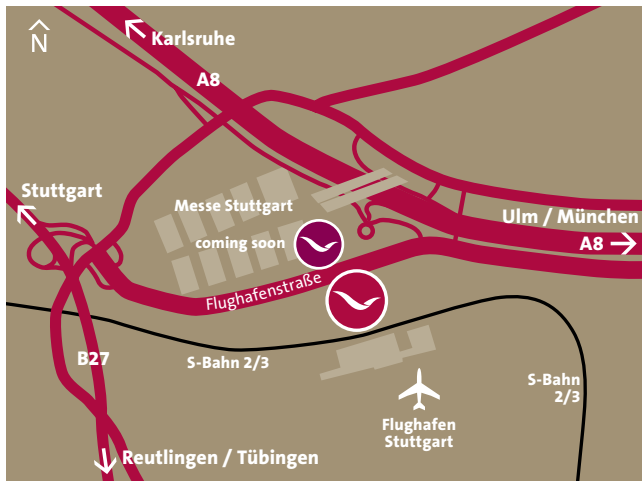 N
Karlsruhe
A8
Stuttgart
Messe Stuttgart
coming soon
Ulm / München
A8
Flughafenstraße
B27
S-Bahn 2/3
S-Bahn
2/3
Flughafen
Stuttgart
Reutlingen / Tübingen